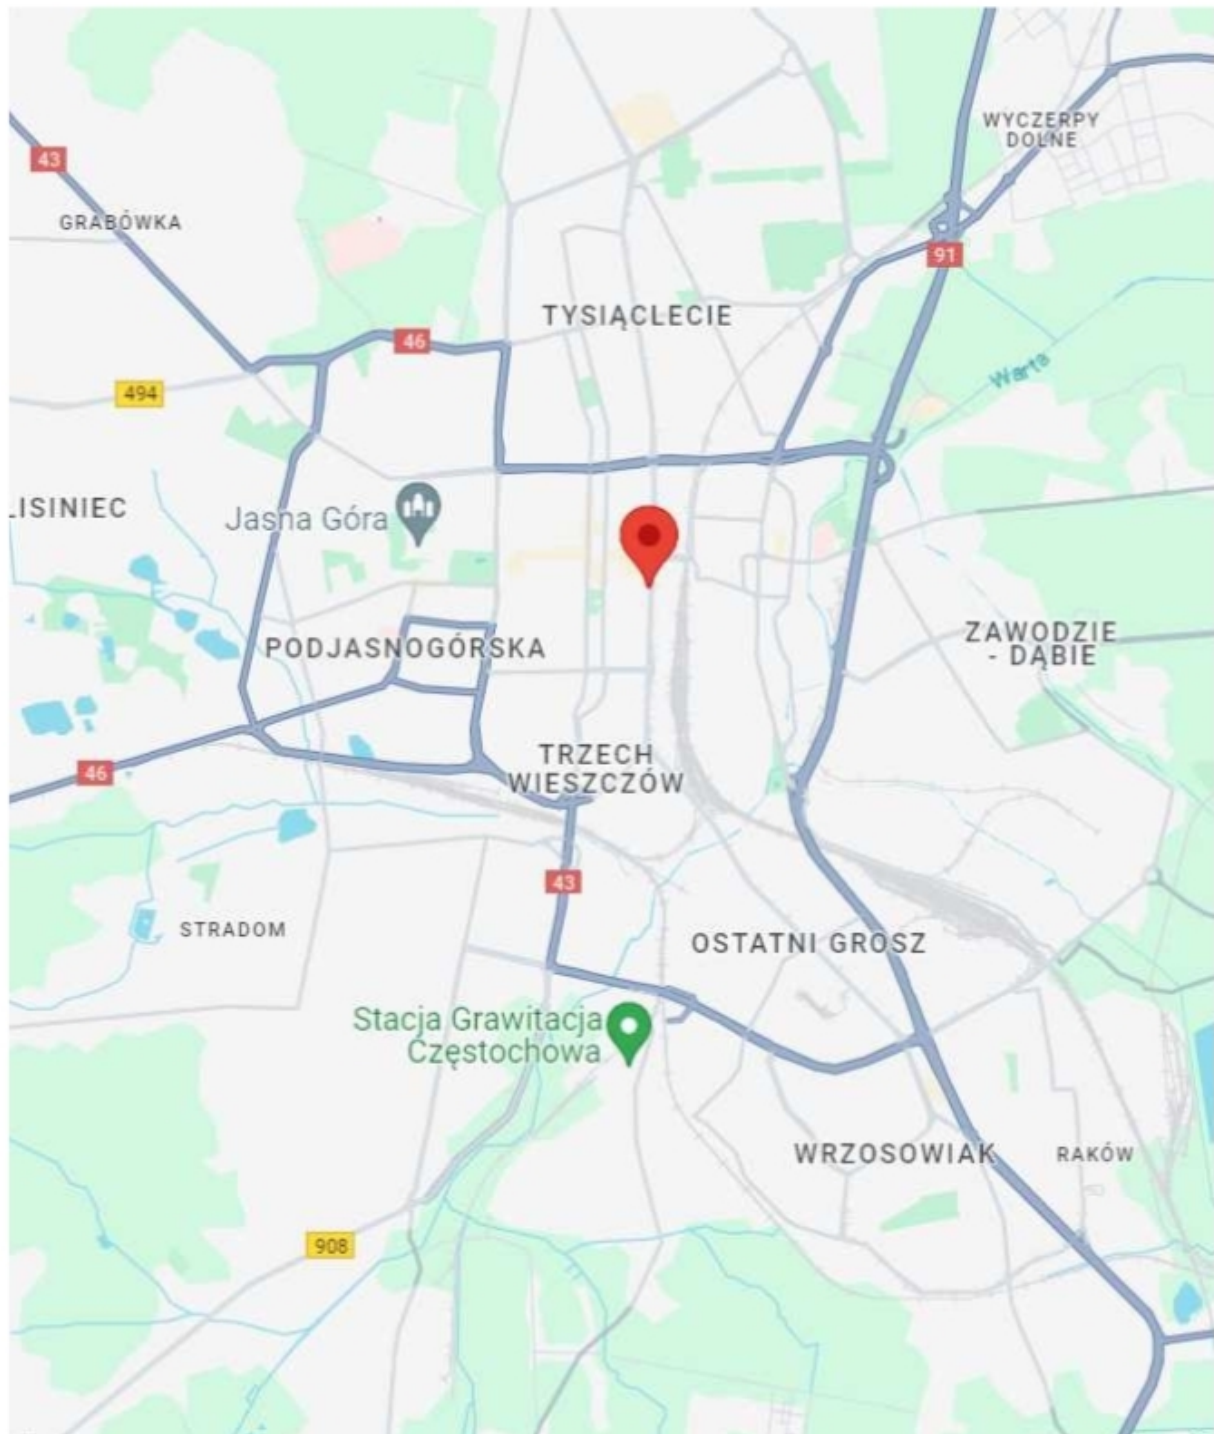 WYCZERPY
DOLNE
43
GRABÓWKA
91
TYSIĄCLECIE
46
Warta
494
LISINIEC
Jasna Góra
ZAWODZIE
- DĄBIE
PODJASNOGÓRSKA
TRZECH
WIESZCZÓW
46
43
STRADOM
OSTATNI GROSZ
Stacja Grawitacja
Częstochowa
WRZOSOWIAK
RAKÓW
908